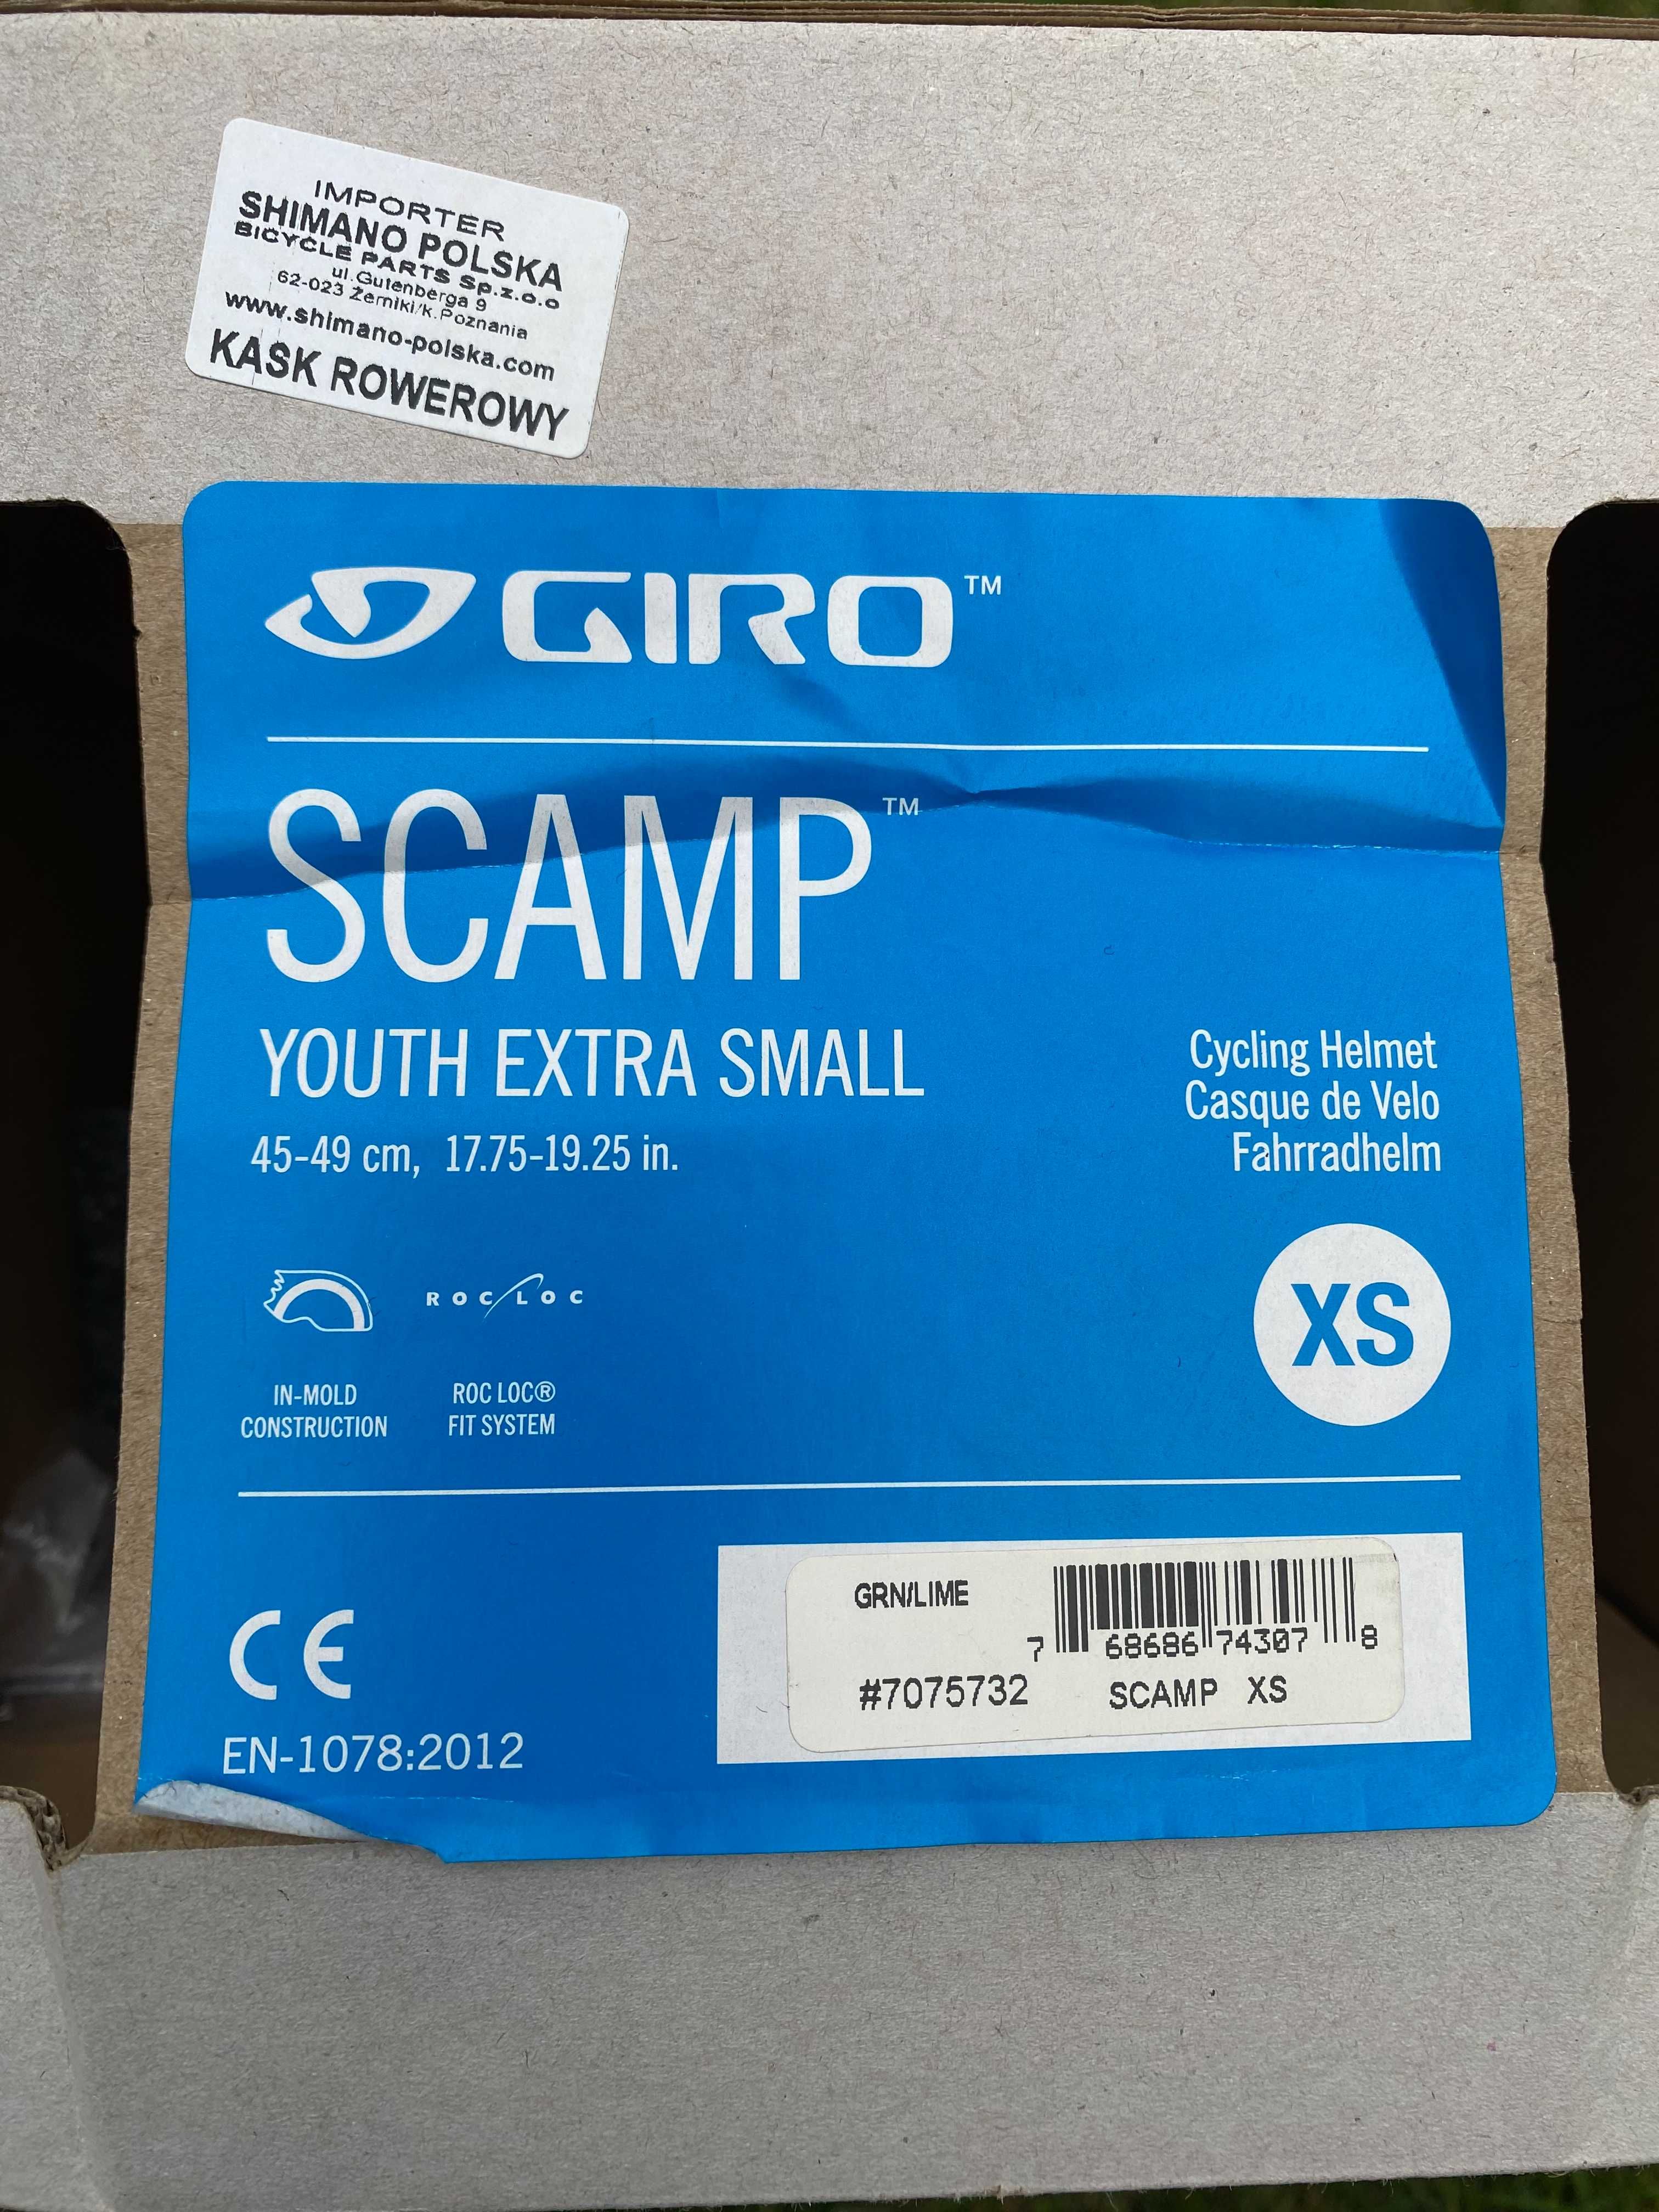 IMPORTER
SHIMANO POLSKA
BICYCLE PARTS Sp.z.o.o
ul.Gutenberga 9
62-023 Żerniki/k.Poznania
www.shimano-polska.com
KASK ROWEROWY
GIRO™
SCAMP™
YOUTH EXTRA SMALL
45-49 cm, 17.75-19.25 in.
Cycling Helmet
Casque de Velo
Fahrradhelm
XS
ROC LOC
IN-MOLD
CONSTRUCTION
ROC LOC®
FIT SYSTEM
CE
EN-1078:2012
GRN/LIME
7 68686 74307 8
#7075732 SCAMP XS